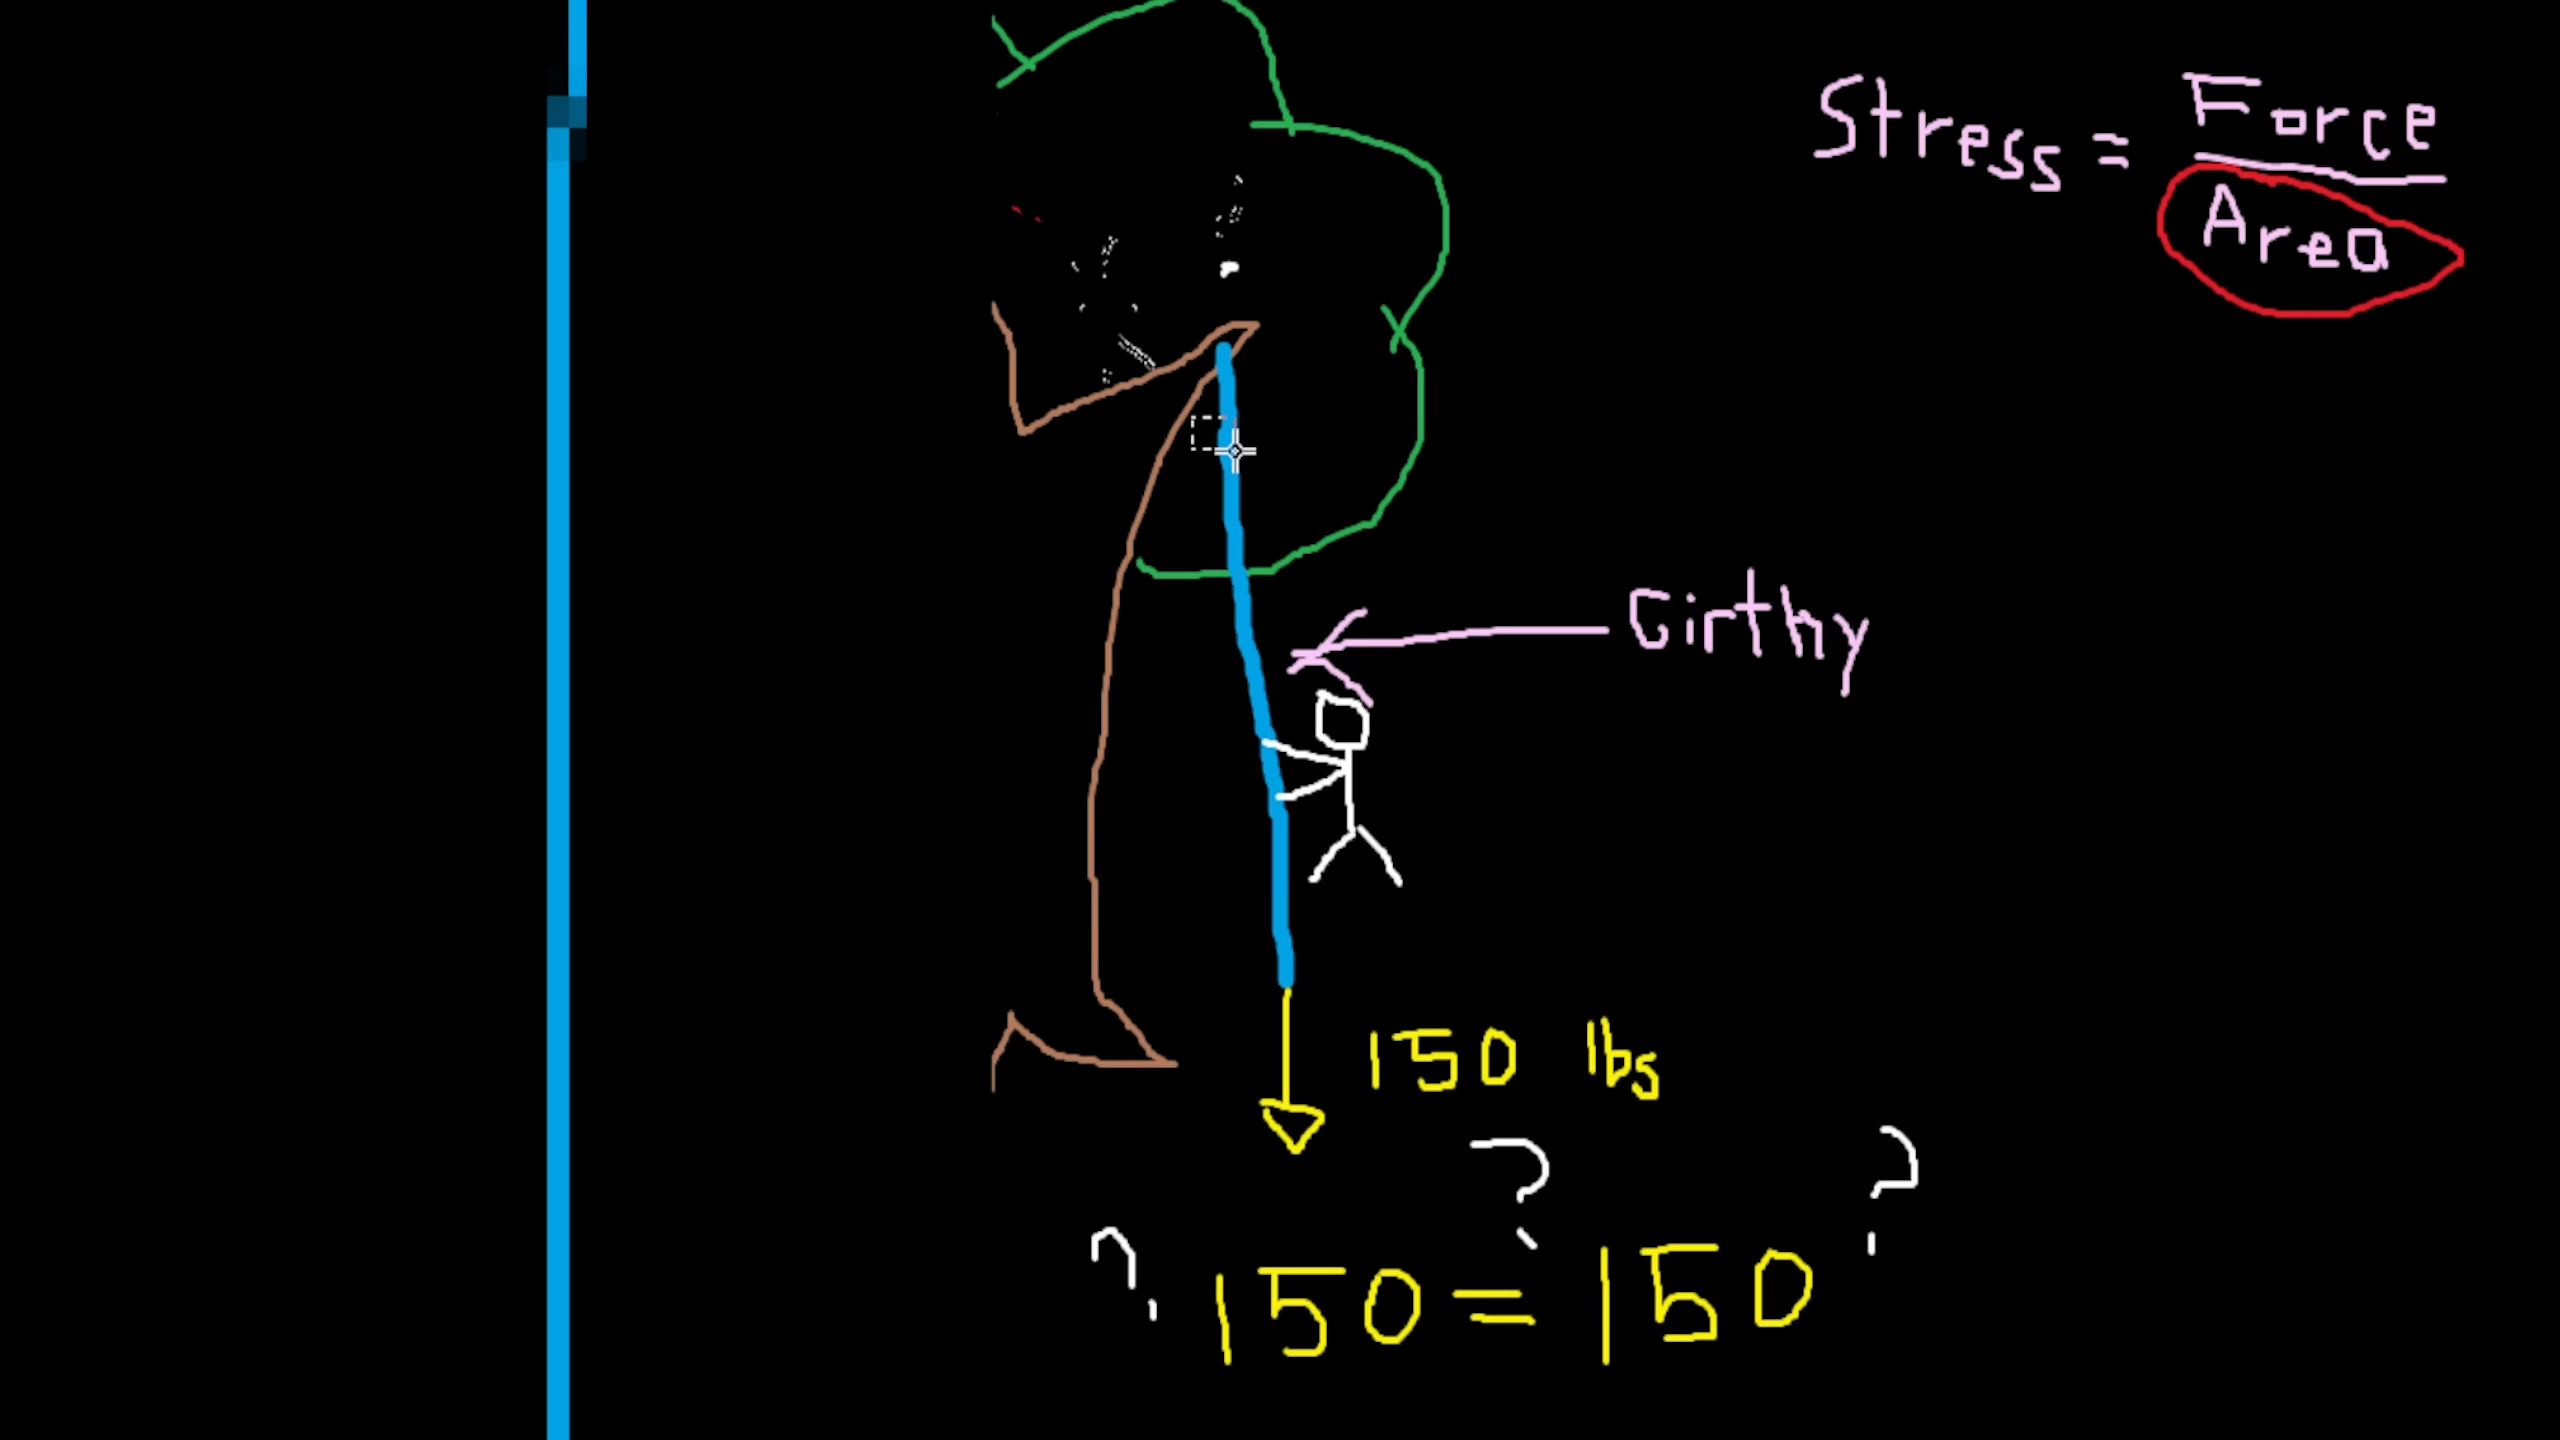 Stress = Force
Area
Girthy
150 lbs
? ? ?
150 = 150